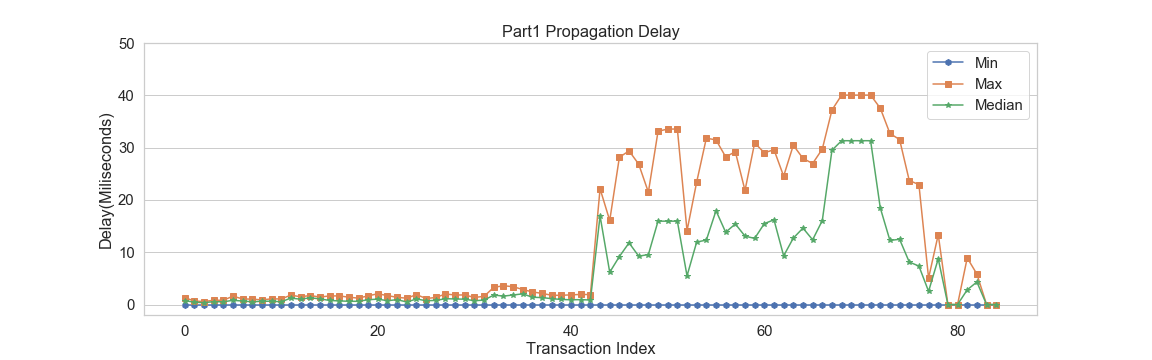 Part1 Propagation Delay
Delay(Miliseconds)
50
40
30
20
10
0
Min
Max
Median
0 20 40 60 80
Transaction Index